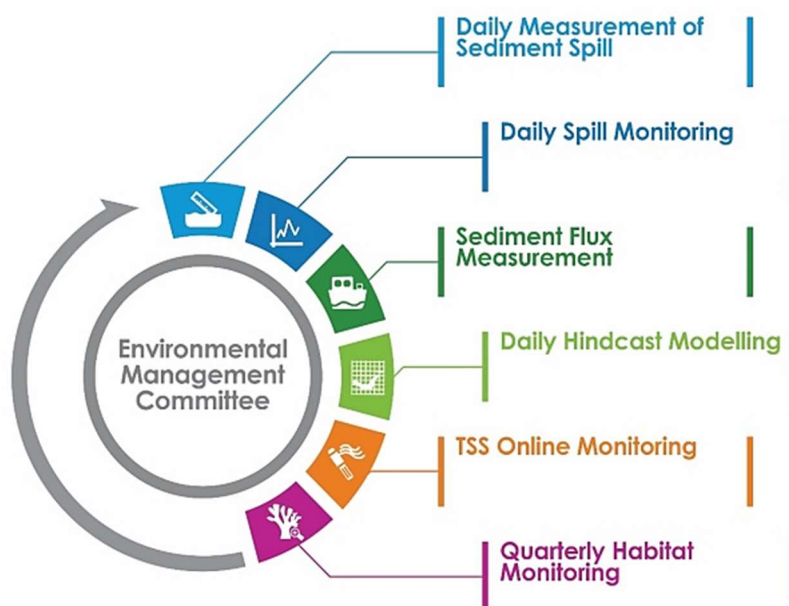 Daily Measurement of
Sediment Spill
Daily Spill Monitoring
Sediment Flux
Measurement
Environmental
Management
Committee
Daily Hindcast Modelling
TSS Online Monitoring
Quarterly Habitat
Monitoring